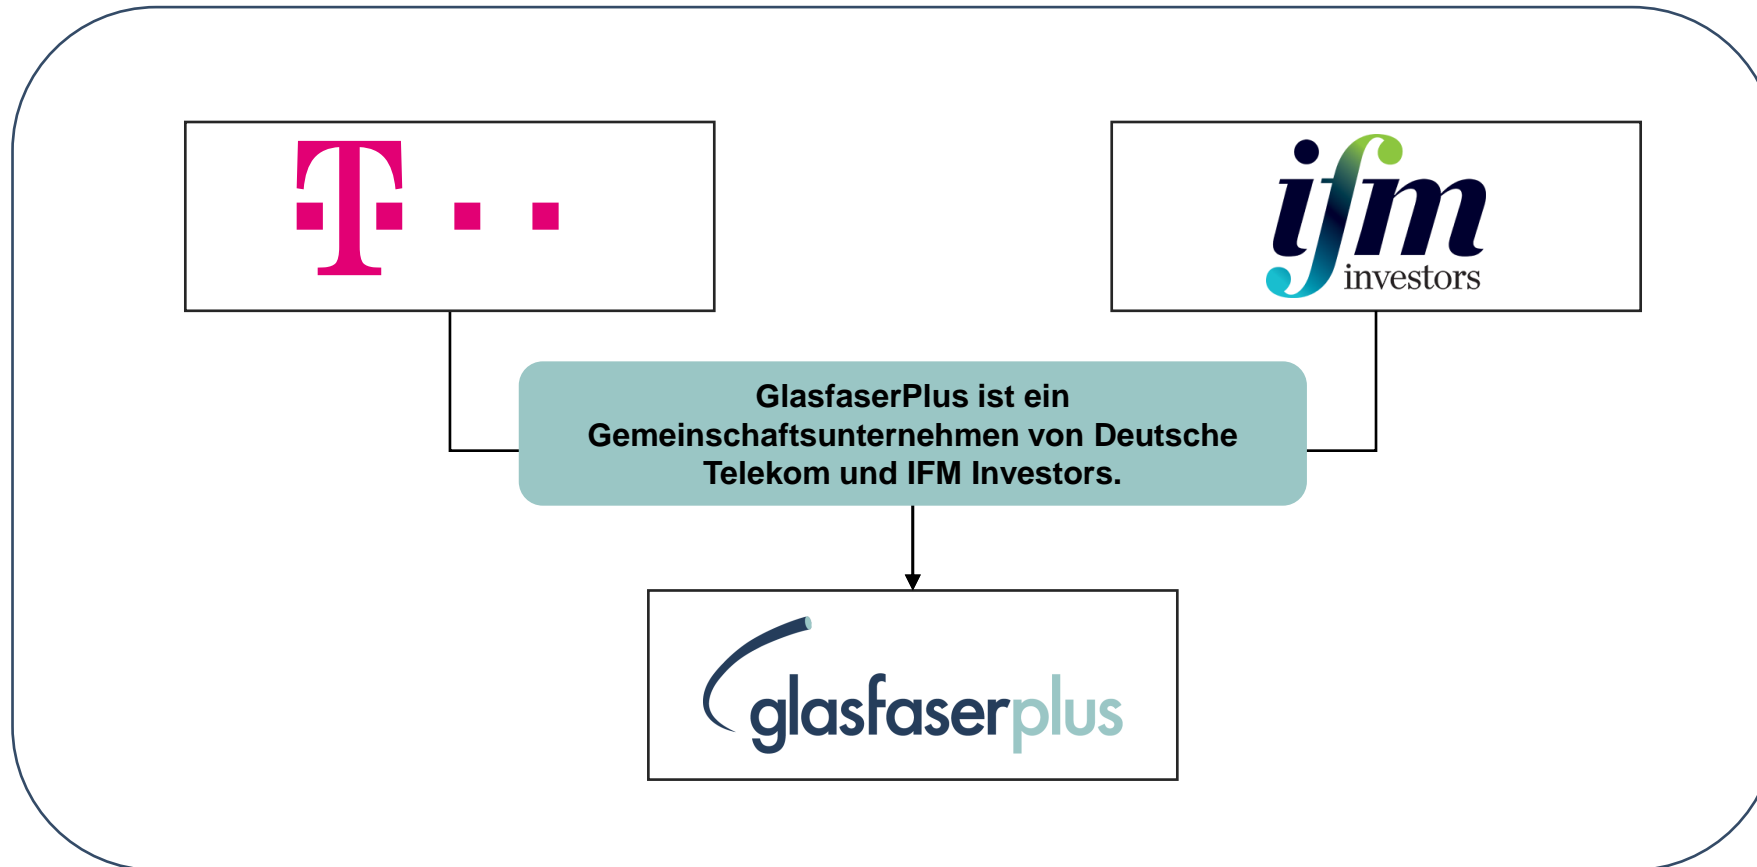 T
ifm
investors
GlasfaserPlus ist ein
Gemeinschaftsunternehmen von Deutsche
Telekom und IFM Investors.
glasfaserplus